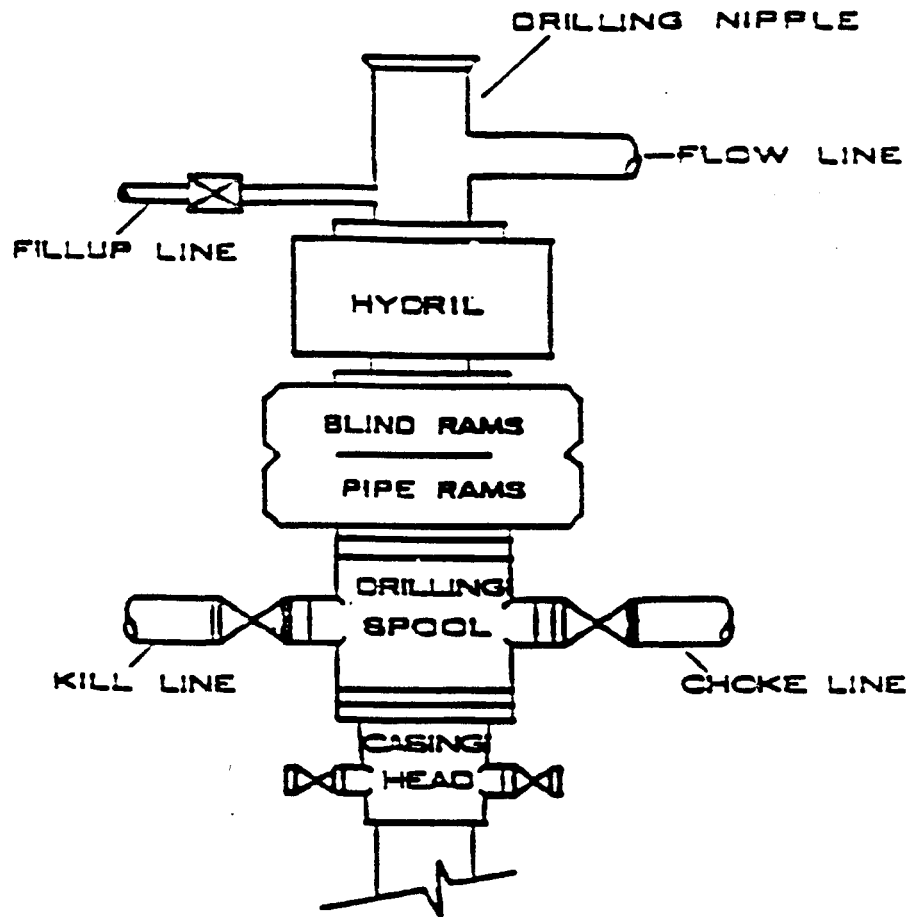 DRILLING NIPPLE
FLOW LINE
FILLUP LINE
HYDRIL
BLIND RAMS
PIPE RAMS
DRILLING
SPOOL
KILL LINE
CHOKE LINE
CASING
HEAD